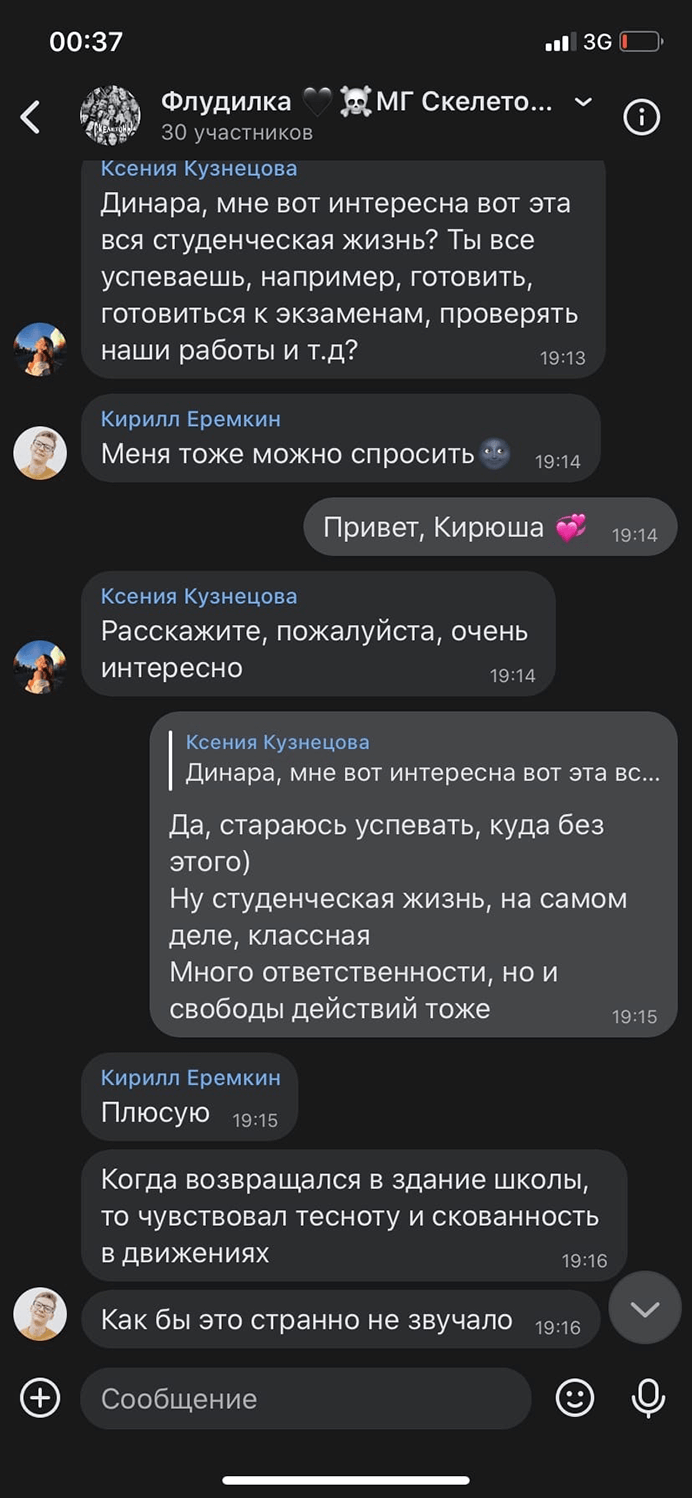 00:37
3G
Флудилка 🖤☠️МГ Скелето...
30 участников
Ксения Кузнецова
Динара, мне вот интересна вот эта
вся студенческая жизнь? Ты все
успеваешь, например, готовить,
готовиться к экзаменам, проверять
наши работы и т.д?
19:13
Кирилл Еремкин
Меня тоже можно спросить🌚
19:14
Привет, Кирюша 💞
19:14
Ксения Кузнецова
Расскажите, пожалуйста, очень
интересно
19:14
Ксения Кузнецова
Динара, мне вот интересна вот эта вс...
Да, стараюсь успевать, куда без
этого)
Ну студенческая жизнь, на самом
деле, классная
Много ответственности, но и
свободы действий тоже
19:15
Кирилл Еремкин
Плюсую
19:15
Когда возвращался в здание школы,
то чувствовал тесноту и скованность
в движениях
19:16
Как бы это странно не звучало
19:16
Сообщение